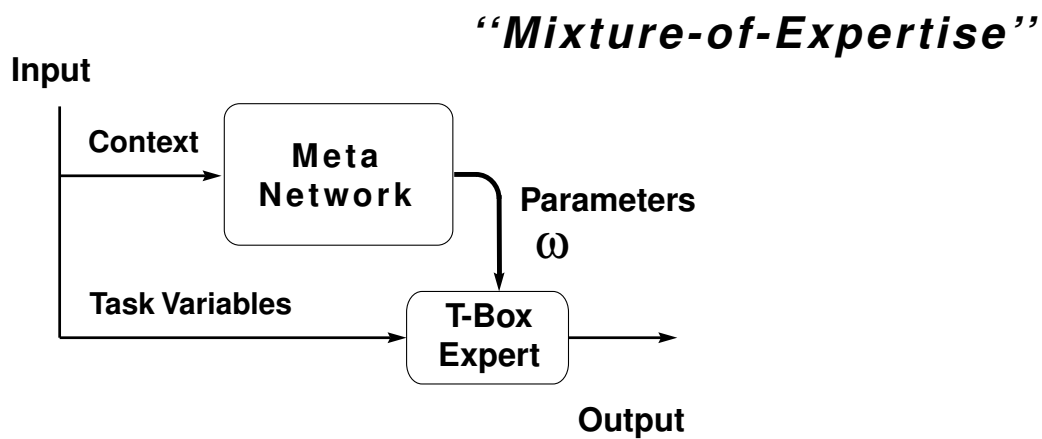 ‘‘Mixture-of-Expertise’’
Input
Context
Meta
Network
Parameters
ω
Task Variables
T-Box
Expert
Output